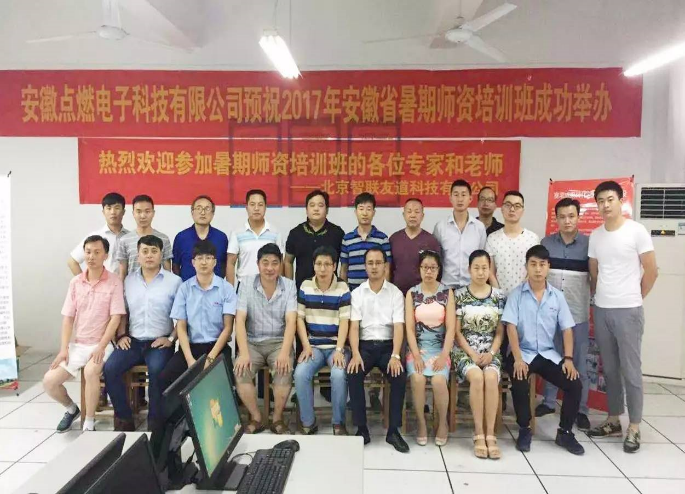 安徽点燃电子科技有限公司预祝2017年安徽省暑期师资培训班成功举办
热烈欢迎参加暑期师资培训班的各位专家和老师
——北京智联友道科技有限公司